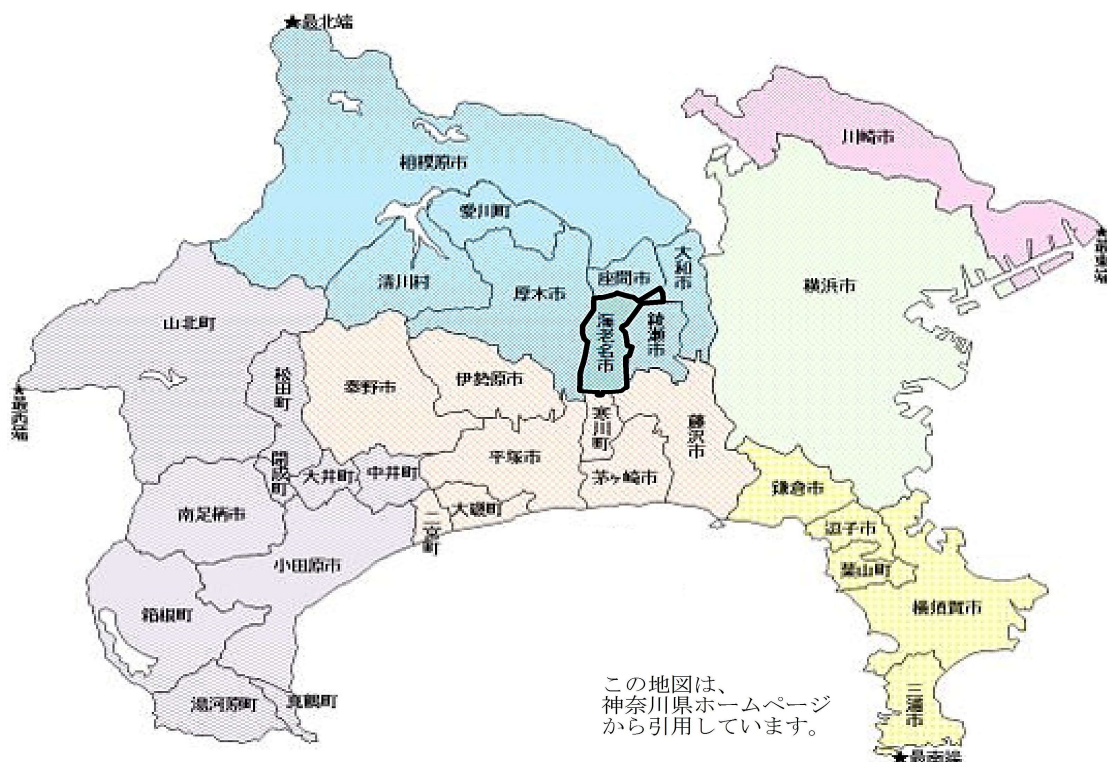 ★最北端
川崎市
相模原市
愛川町
★最東端
大和市
座間市
清川村
厚木市
横浜市
山北町
海老名市
綾瀬市
松田町
秦野市
伊勢原市
★最西端
寒川町
藤沢市
平塚市
開成町
大井町
中井町
茅ヶ崎市
鎌倉市
南足柄市
大磯町
二宮町
逗子市
小田原市
葉山町
箱根町
横須賀市
湯河原町
真鶴町
三浦市
この地図は、
神奈川県ホームページ
から引用しています。
★最南端